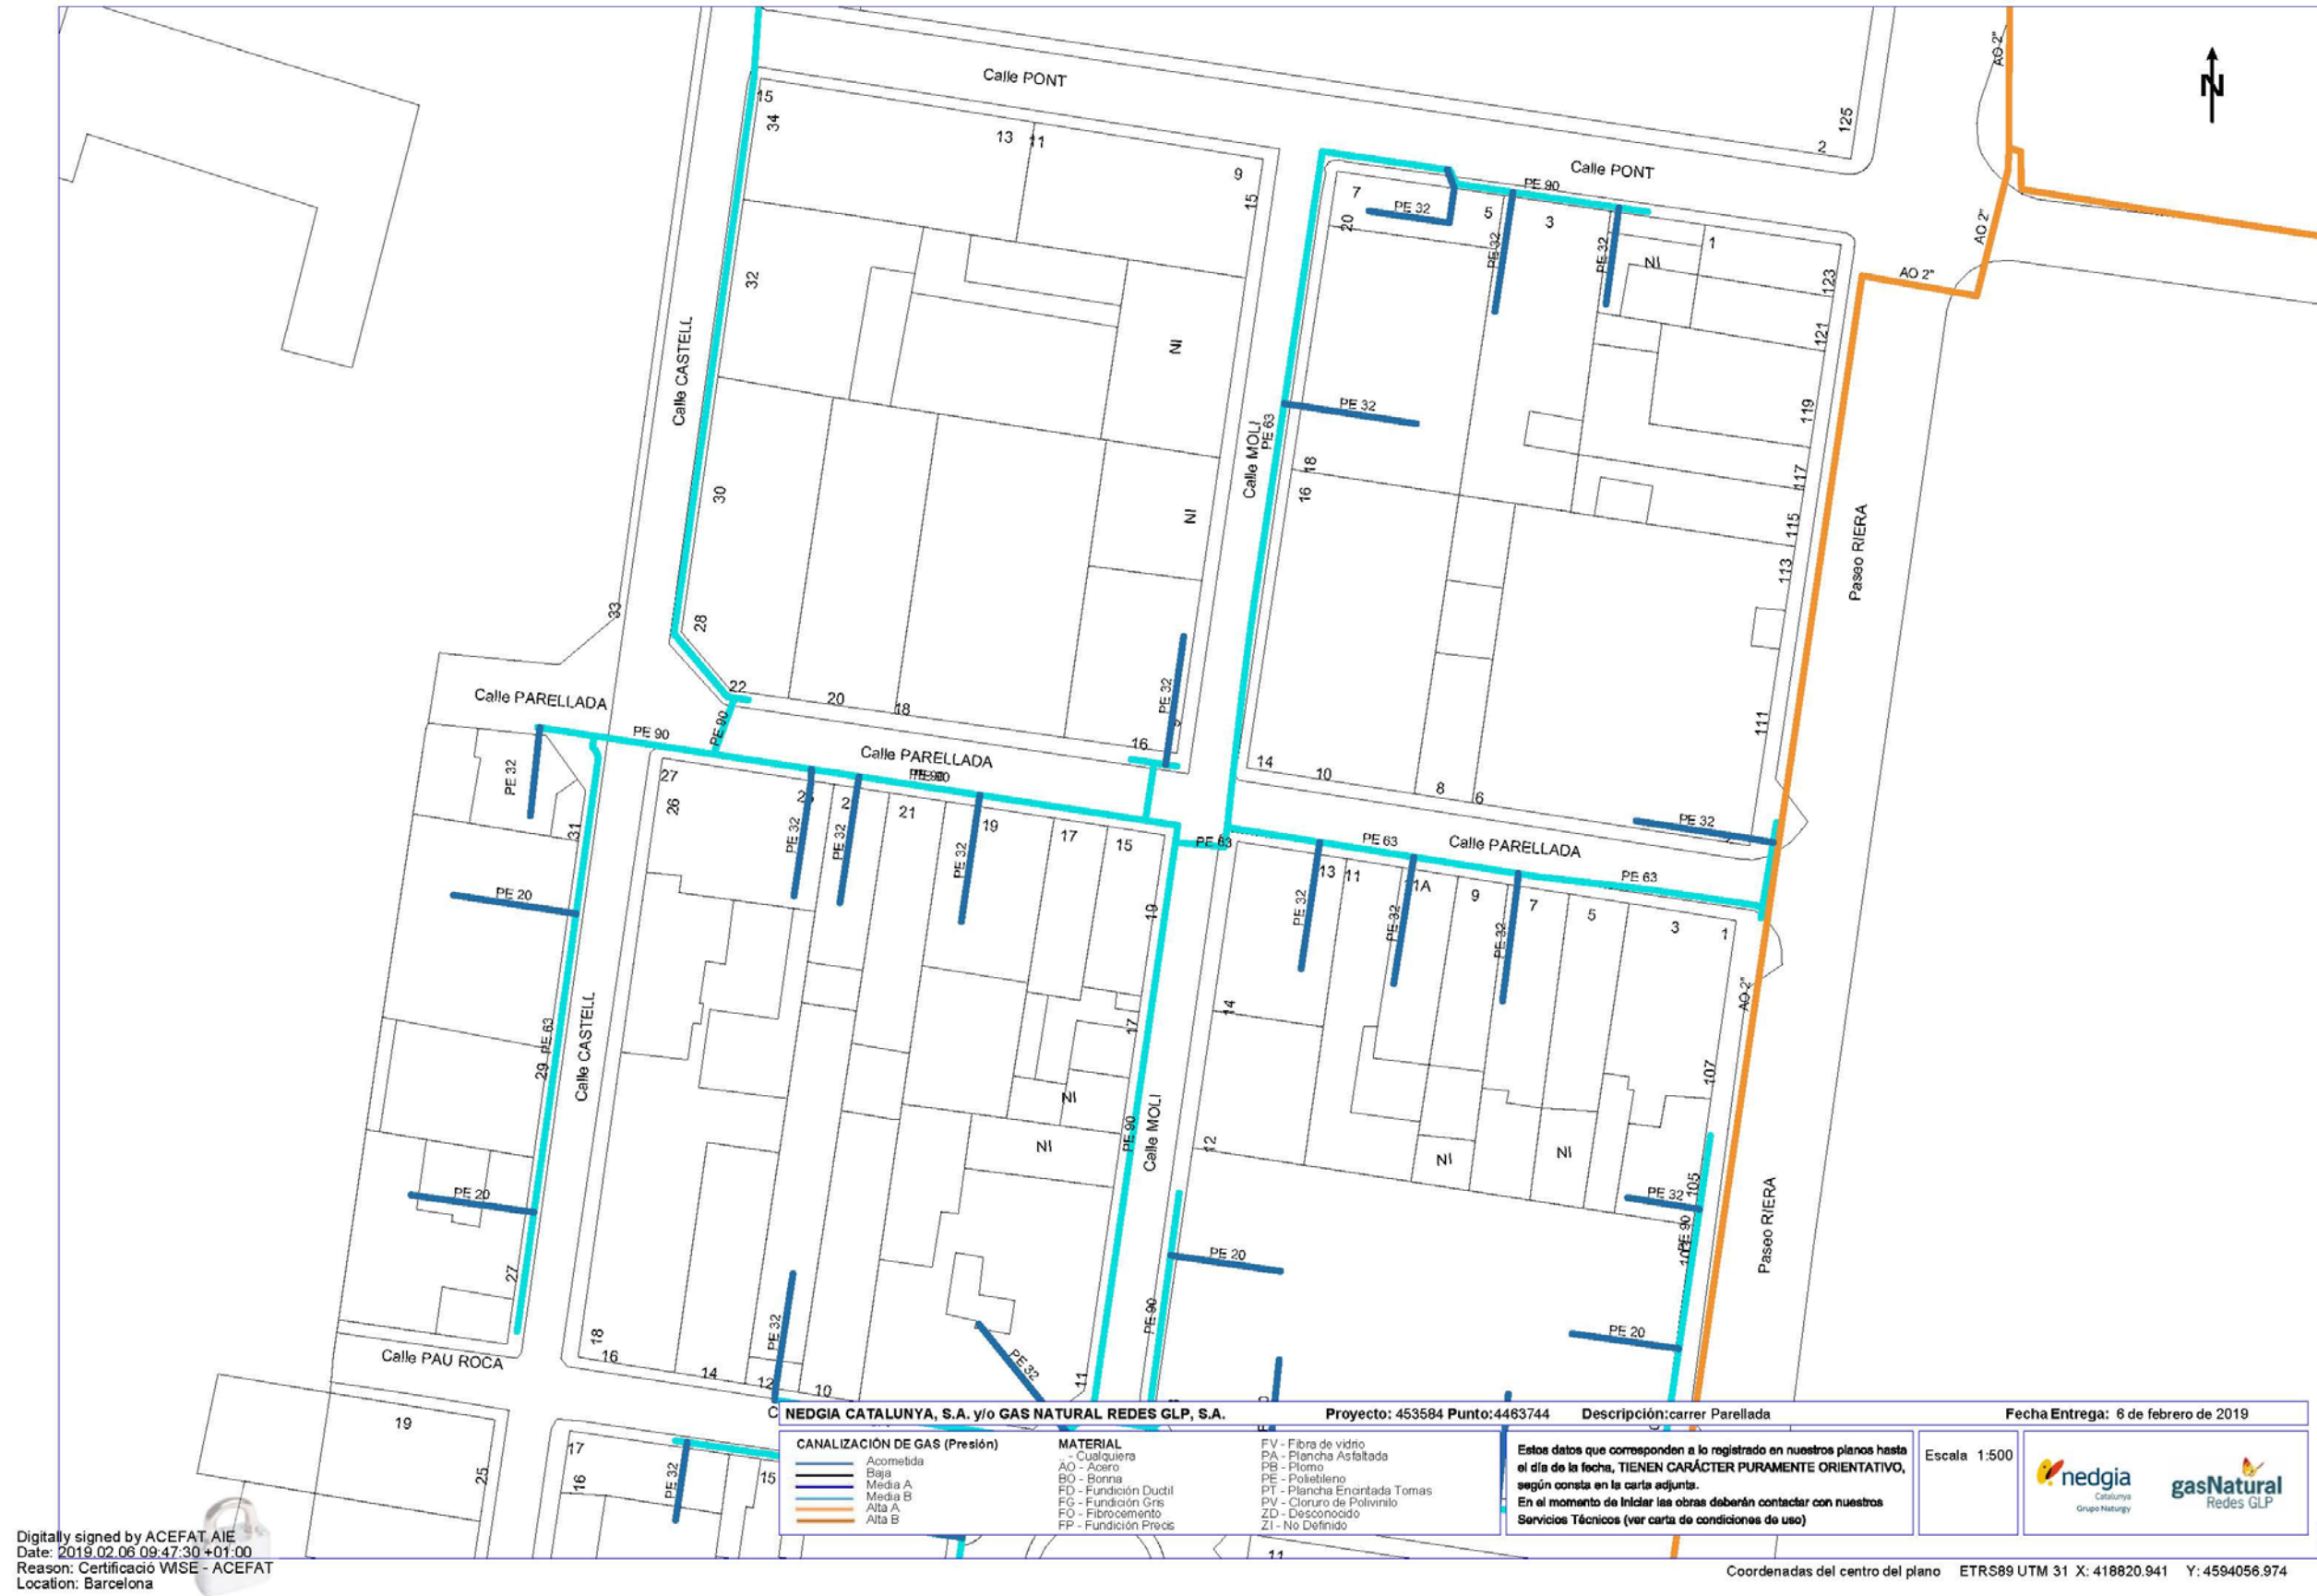 Calle PONT
AO 2"
N
15
34
13
11
9
15
125
2
Calle PONT
7
20
PE 32
PE 90
5
3
PE 32
PE 32
NI
1
123
121
AO 2"
AO 2"
32
Calle CASTELL
NI
PE 32
Calle MOLI
PE 63
119
117
115
113
18
16
30
NI
Paseo RIERA
33
28
22
20
18
PE 32
16
111
Calle PARELLADA
PE 90
PE 90
Calle PARELLADA
14
10
8
6
PE 32
PE 32
27
26
21
19
17
15
PE 63
PE 63
Calle PARELLADA
PE 63
31
PE 32
PE 32
PE 32
13
11
1A
9
7
5
3
1
PE 32
PE 32
PE 32
PE 20
19
14
17
AO 2"
29
PE 63
Calle CASTELL
107
NI
NI
PE 90
Calle MOLI
12
NI
NI
PE 20
PE 32
105
PE 90
Paseo RIERA
27
PE 20
PE 90
PE 20
PE 32
PE 32
18
16
14
12
10
11
Calle PAU ROCA
19
25
17
16
PE 32
15
11
NEDGIA CATALUNYA, S.A. y/o GAS NATURAL REDES GLP, S.A.
Proyecto: 453584 Punto:4463744
Descripción:carrer Parellada
Fecha Entrega: 6 de febrero de 2019
CANALIZACIÓN DE GAS (Presión)
Acometida
Baja
Media A
Media B
Alta A
Alta B
MATERIAL
.. - Cualquiera
AO - Acero
BO - Bonna
FD - Fundición Ductil
FG - Fundición Gris
FO - Fibrocemento
FP - Fundición Precis
FV - Fibra de vidrio
PA - Plancha Asfaltada
PB - Plomo
PE - Polietileno
PT - Plancha Encintada Tomas
PV - Cloruro de Polivinilo
ZD - Desconocido
ZI - No Definido
Estos datos que corresponden a lo registrado en nuestros planos hasta
el día de la fecha, TIENEN CARÁCTER PURAMENTE ORIENTATIVO,
según consta en la carta adjunta.
En el momento de iniciar las obras deberán contactar con nuestros
Servicios Técnicos (ver carta de condiciones de uso)
Escala 1:500
nedgia
Catalunya
Grupo Naturgy
gasNatural
Redes GLP
Digitally signed by ACEFAT AIE
Date: 2019.02.06 09:47:30 +01:00
Reason: Certificació WISE - ACEFAT
Location: Barcelona
Coordenadas del centro del plano ETRS89 UTM 31 X: 418820.941 Y: 4594056.974